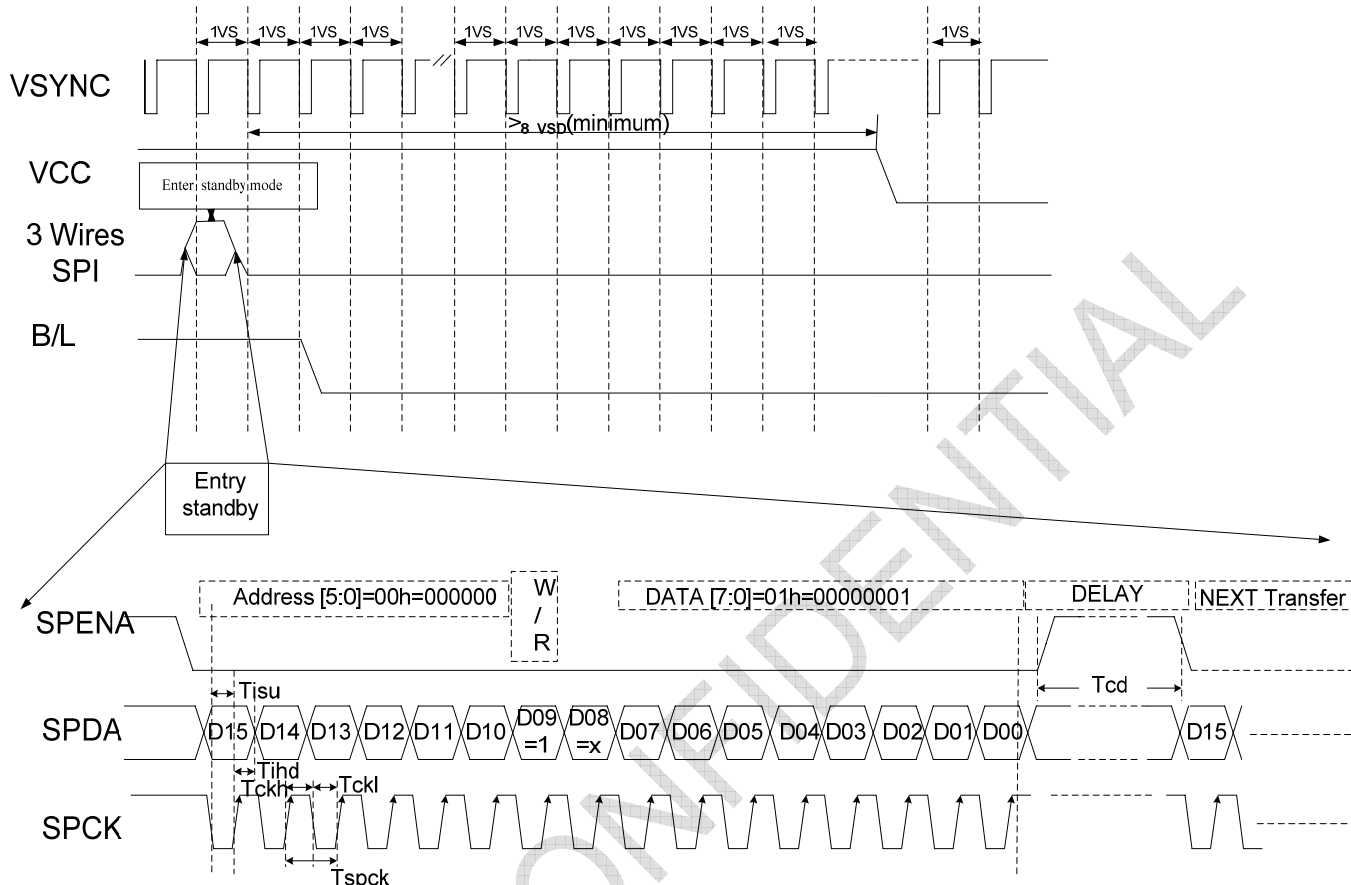 1VS 1VS 1VS 1VS 1VS 1VS 1VS 1VS 1VS 1VS 1VS 1VS
VSYNC
>8 VSD(minimum)
VCC
Enter standby mode
3 Wires
SPI
B/L
Entry
standby
Address [5:0]=00h=000000
W
/
R
DATA [7:0]=01h=00000001
DELAY
NEXT Transfer
SPENA
Tisu
Tcd
SPDA
D15 D14 D13 D12 D11 D10 D09 =1 D08 =x D07 D06 D05 D04 D03 D02 D01 D00 D15
Tihd
Tckh Tckl
SPCK
Tspck
ONFIDENTIAL